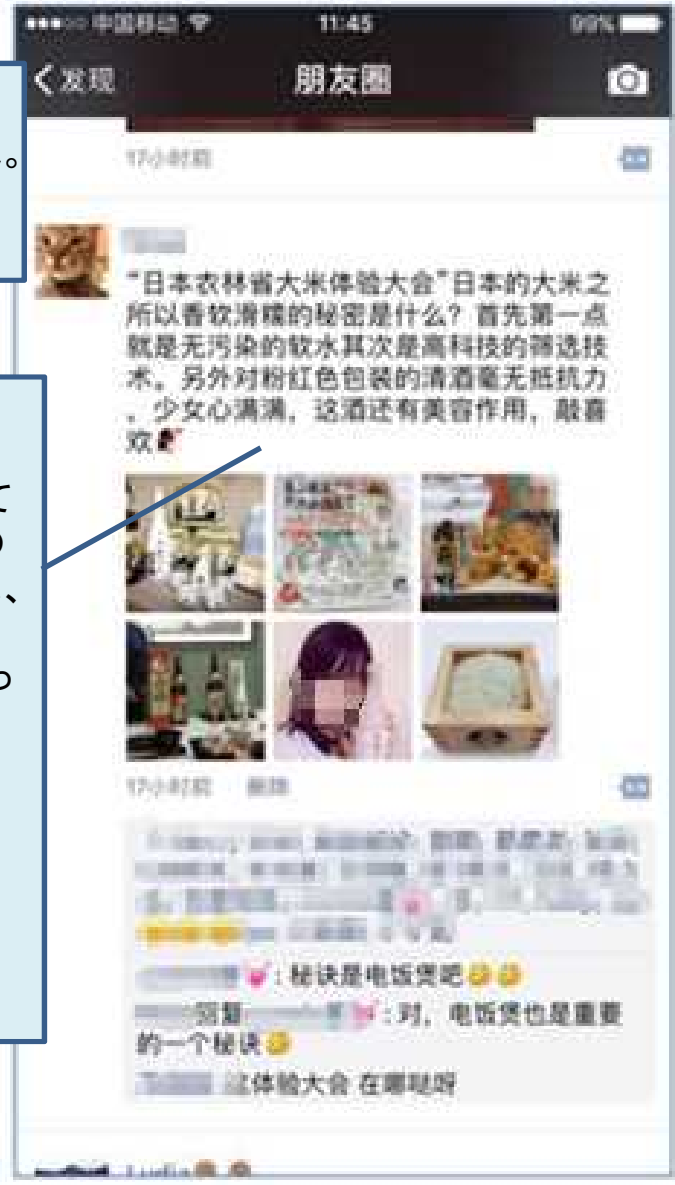 中国移动 11:45 99%
发现 朋友圈
17小时前
"日本农林省大米体验大会"日本的大米之
所以香软滑糯的秘密是什么？首先第一点
就是无污染的软水其次是高科技的筛选技
术。另外对粉红色包装的清酒毫无抵抗力
，少女心满满，这酒还有美容作用，敲喜
欢
て
、
っ
17小时前 删除
：秘诀是电饭煲吧
回复 ：对，电饭煲也是重要
的一个秘诀
这体验大会 在哪哒呀